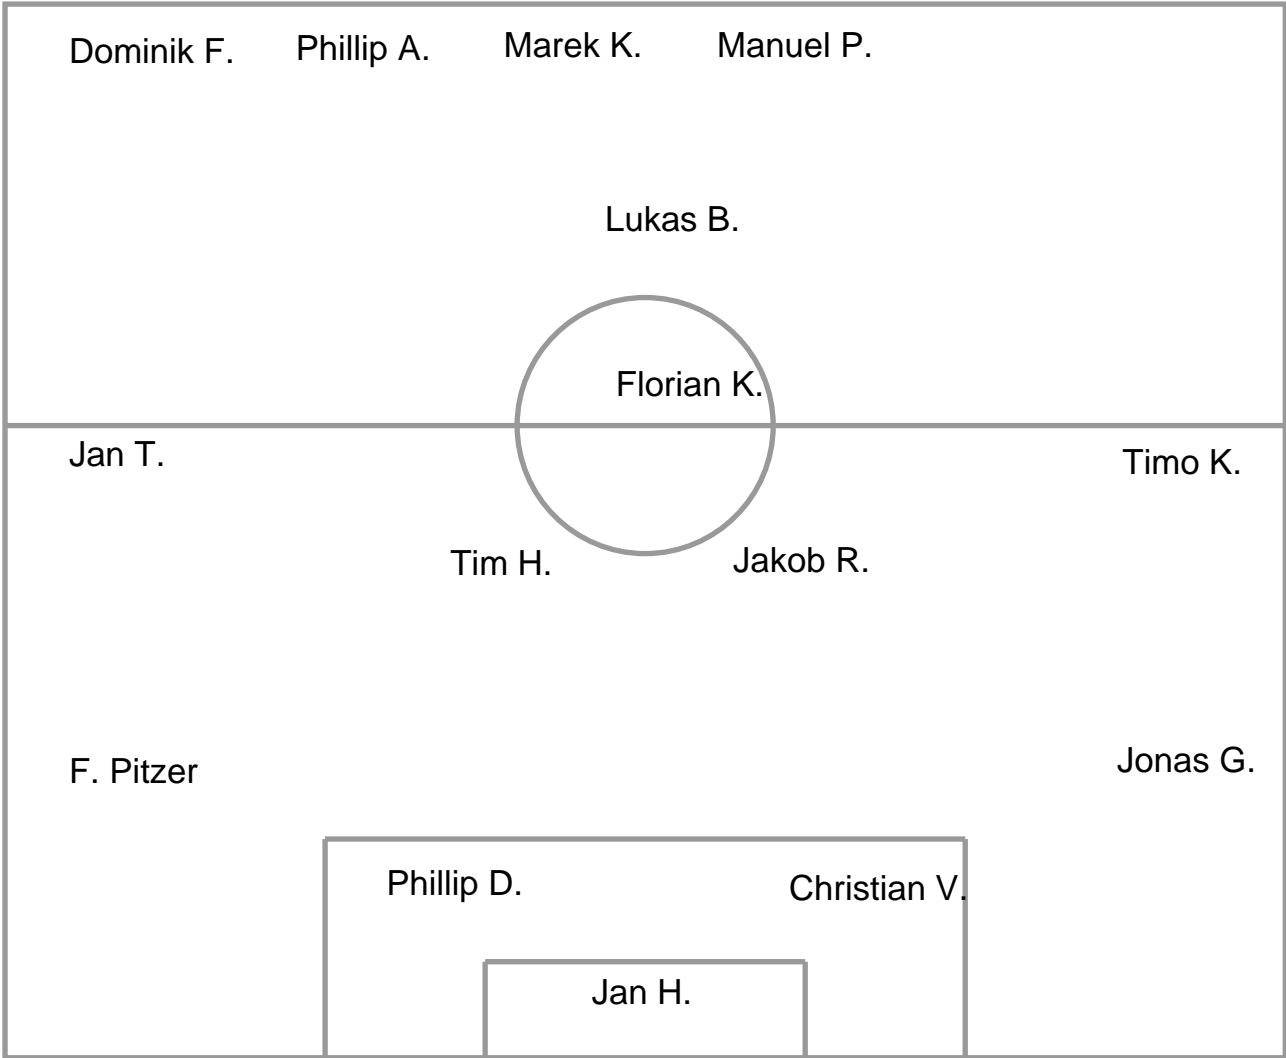 Dominik F. Phillip A. Marek K. Manuel P.
Lukas B.
Florian K.
Jan T. Timo K.
Tim H. Jakob R.
F. Pitzer Jonas G.
Phillip D. Christian V.
Jan H.